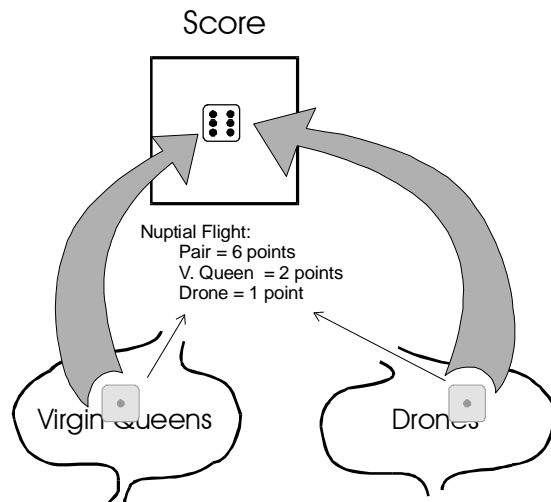 Score
Nuptial Flight:
Pair = 6 points
V. Queen = 2 points
Drone = 1 point
Virgin Queens
Drones